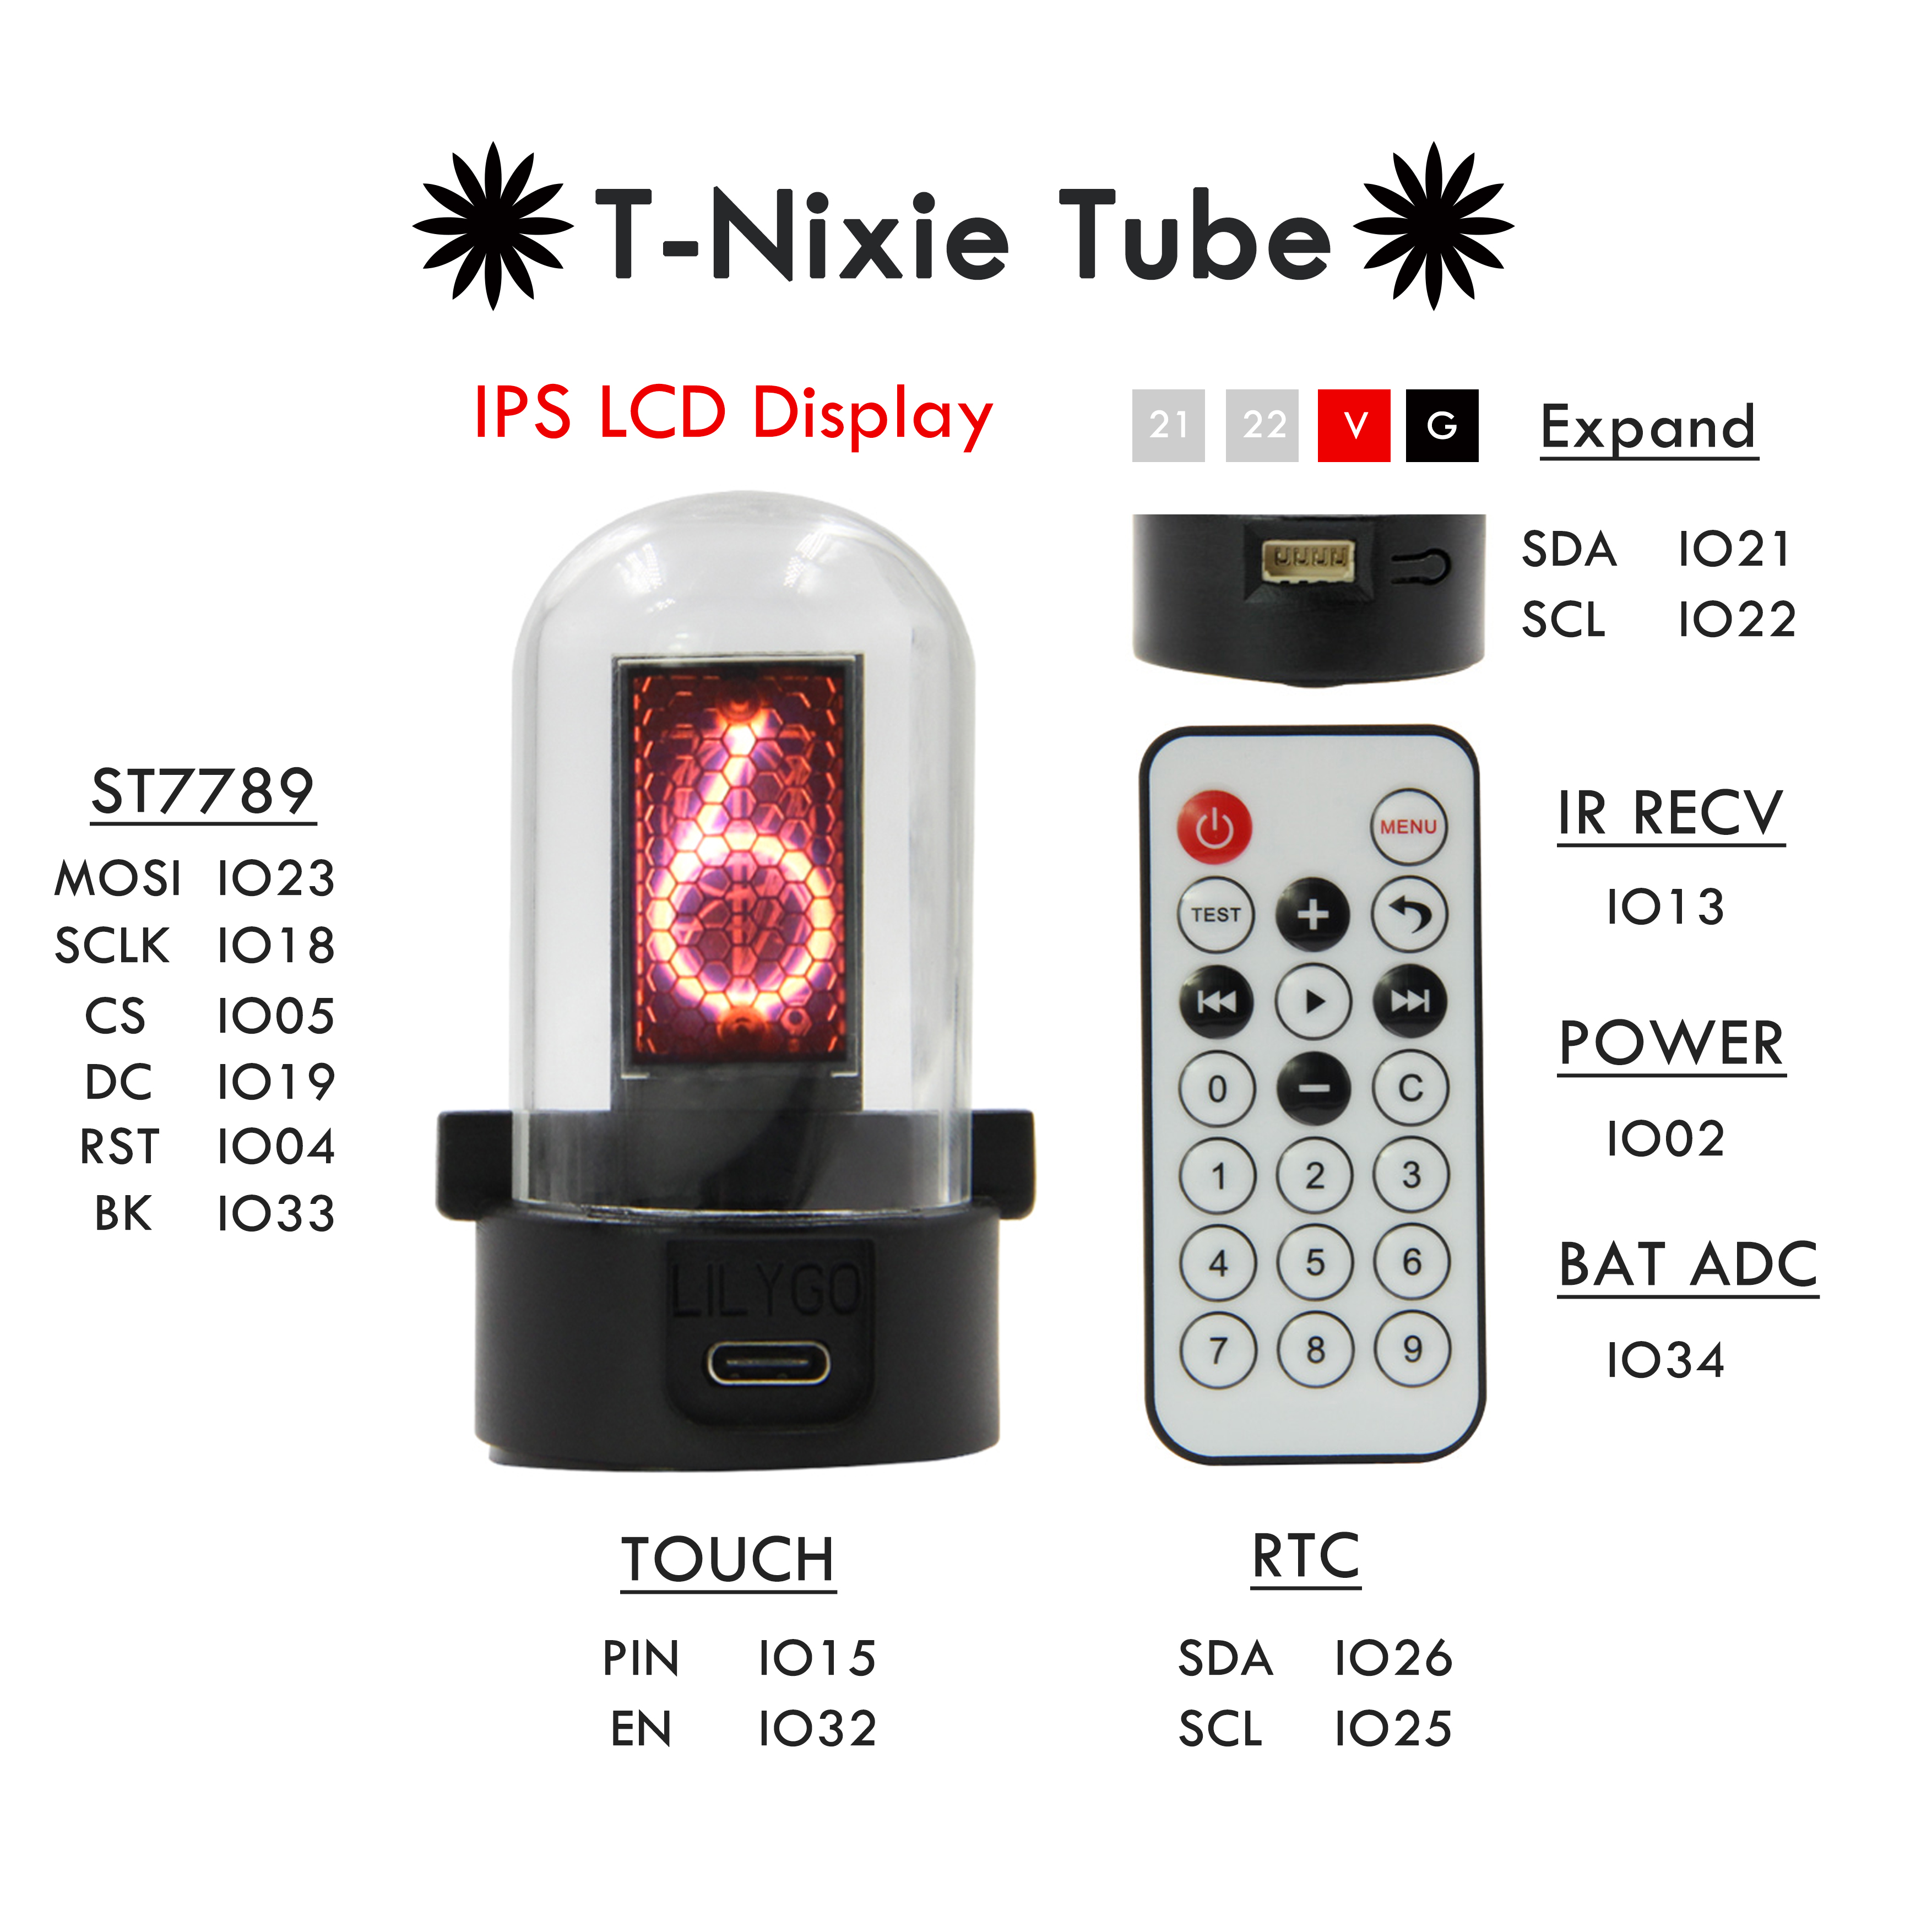 T-Nixie Tube
IPS LCD Display
21 22 V G
Expand
SDA IO21
SCL IO22
ST7789
MOSI IO23
SCLK IO18
CS IO05
DC IO19
RST IO04
BK IO33
6
LILYGO
MENU
TEST
0 C
1 2 3
4 5 6
7 8 9
IR RECV
IO13
POWER
IO02
BAT ADC
IO34
TOUCH
PIN IO15
EN IO32
RTC
SDA IO26
SCL IO25